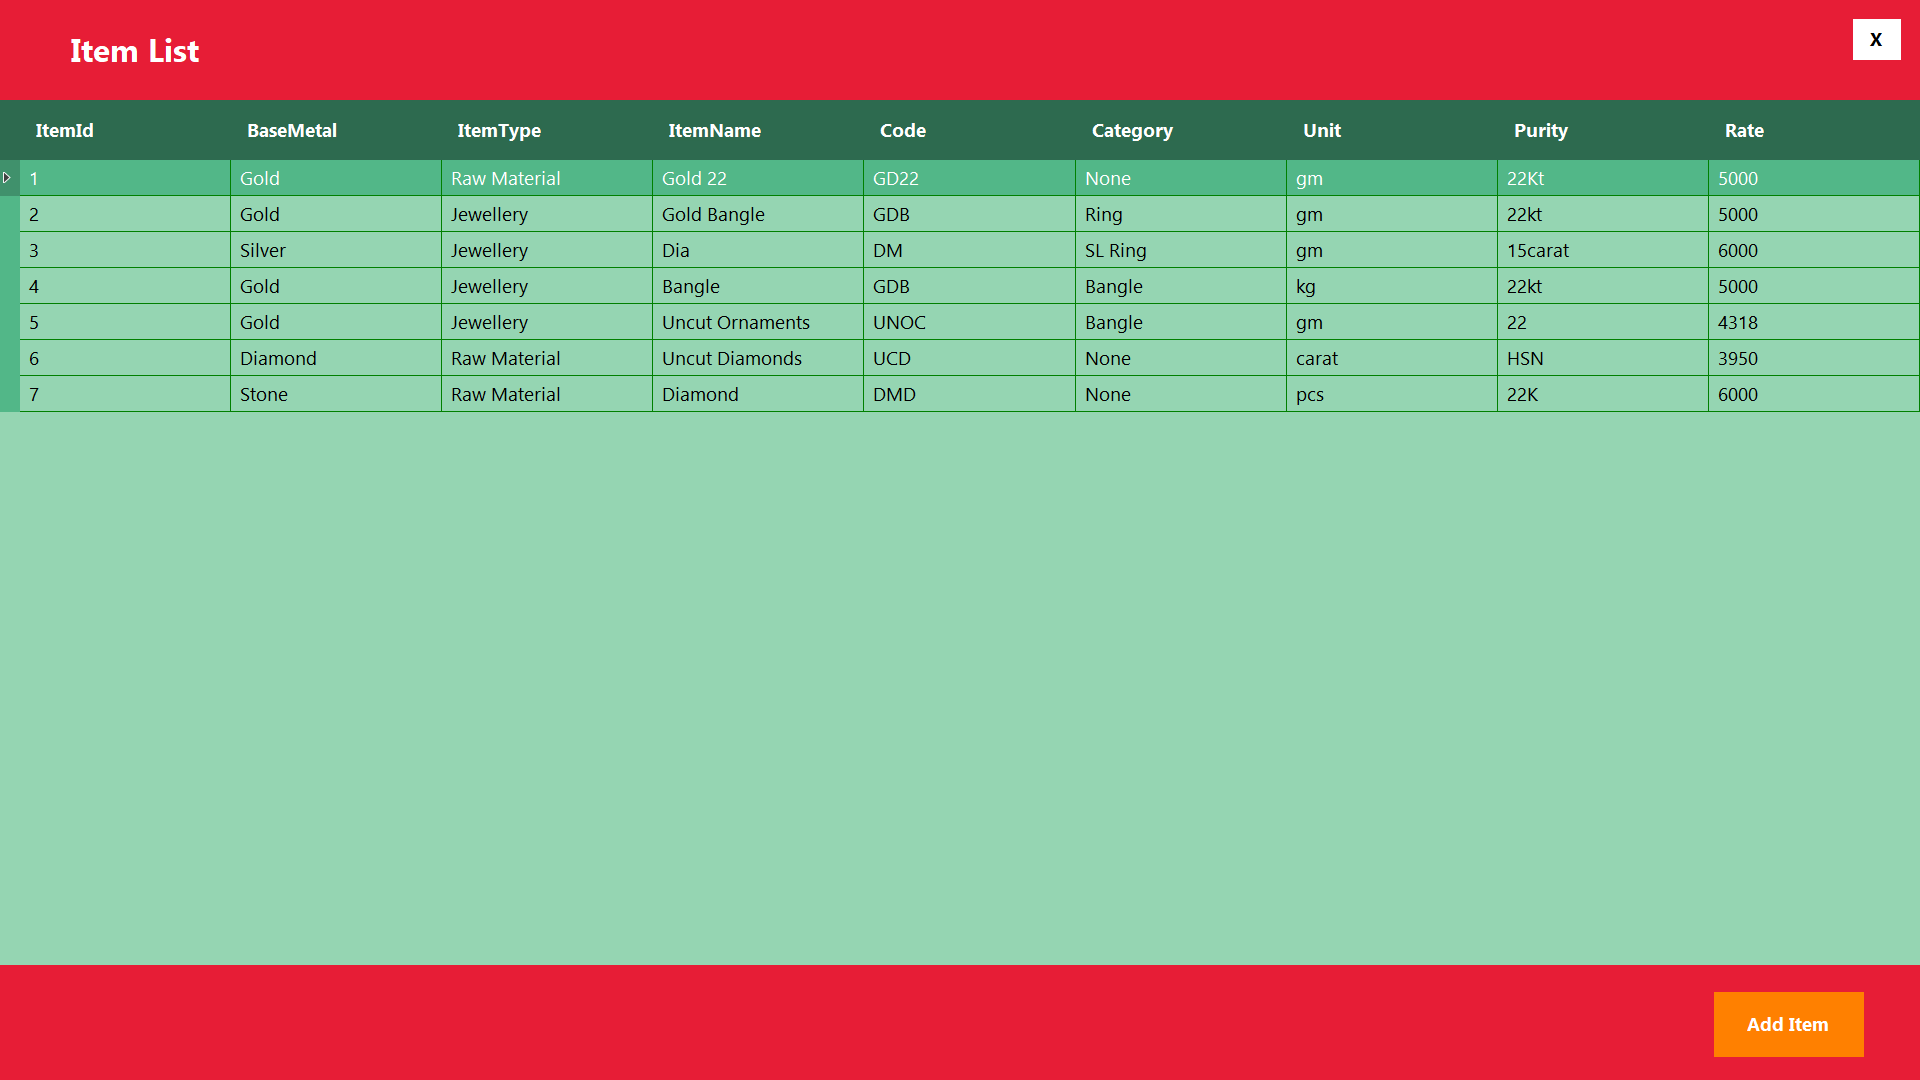 Item List
X
ItemId BaseMetal ItemType ItemName Code Category Unit Purity Rate
1 Gold Raw Material Gold 22 GD22 None gm 22Kt 5000
2 Gold Jewellery Gold Bangle GDB Ring gm 22kt 5000
3 Silver Jewellery Dia DM SL Ring gm 15carat 6000
4 Gold Jewellery Bangle GDB Bangle kg 22kt 5000
5 Gold Jewellery Uncut Ornaments UNOC Bangle gm 22 4318
6 Diamond Raw Material Uncut Diamonds UCD None carat HSN 3950
7 Stone Raw Material Diamond DMD None pcs 22K 6000
Add Item